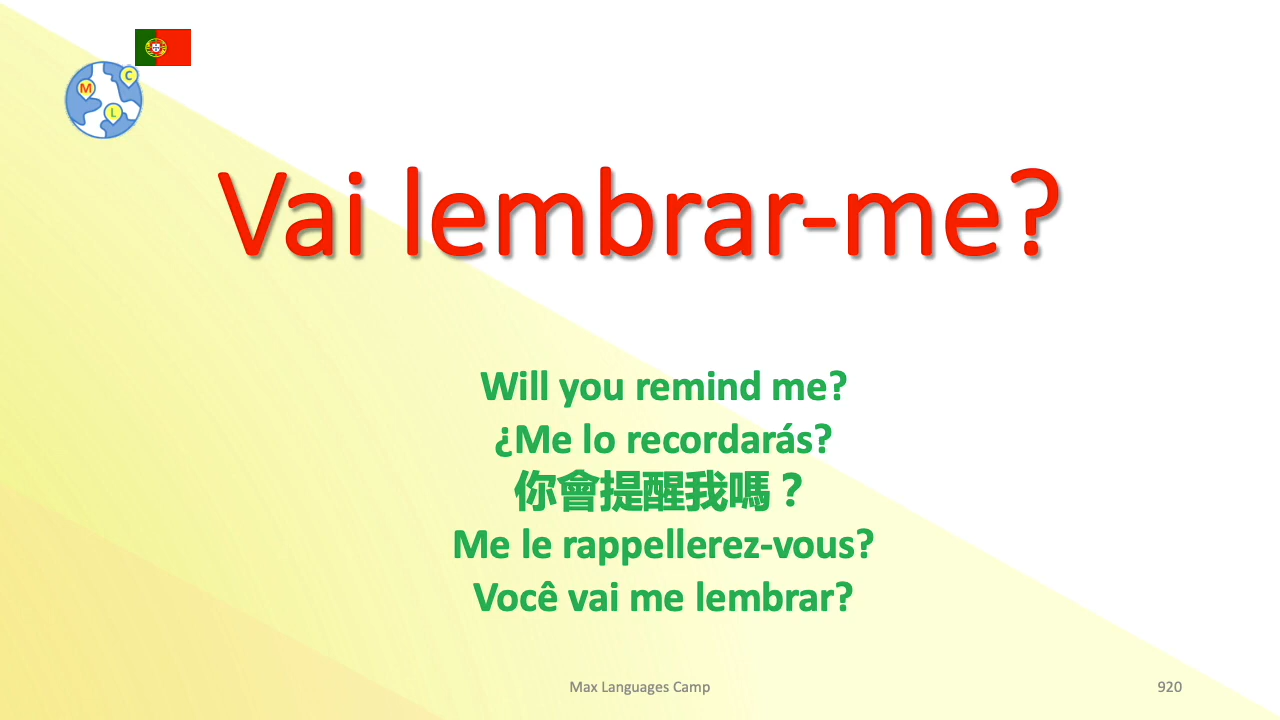 C
M
L
Vai lembrar-me?
Will you remind me?
¿Me lo recordarás?
你會提醒我嗎？
Me le rappellerez-vous?
Você vai me lembrar?
Max Languages Camp
920